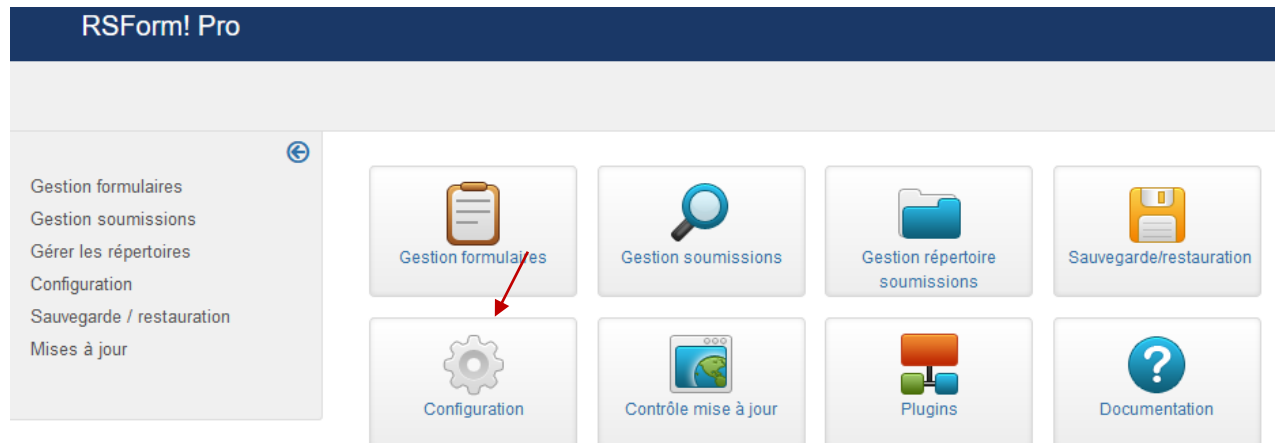 RSForm! Pro
Gestion formulaires
Gestion soumissions
Gérer les répertoires
Configuration
Sauvegarde / restauration
Mises à jour
Gestion formulaires
Gestion soumissions
Gestion répertoire
soumissions
Sauvegarde/restauration
Configuration
Contrôle mise à jour
Plugins
Documentation